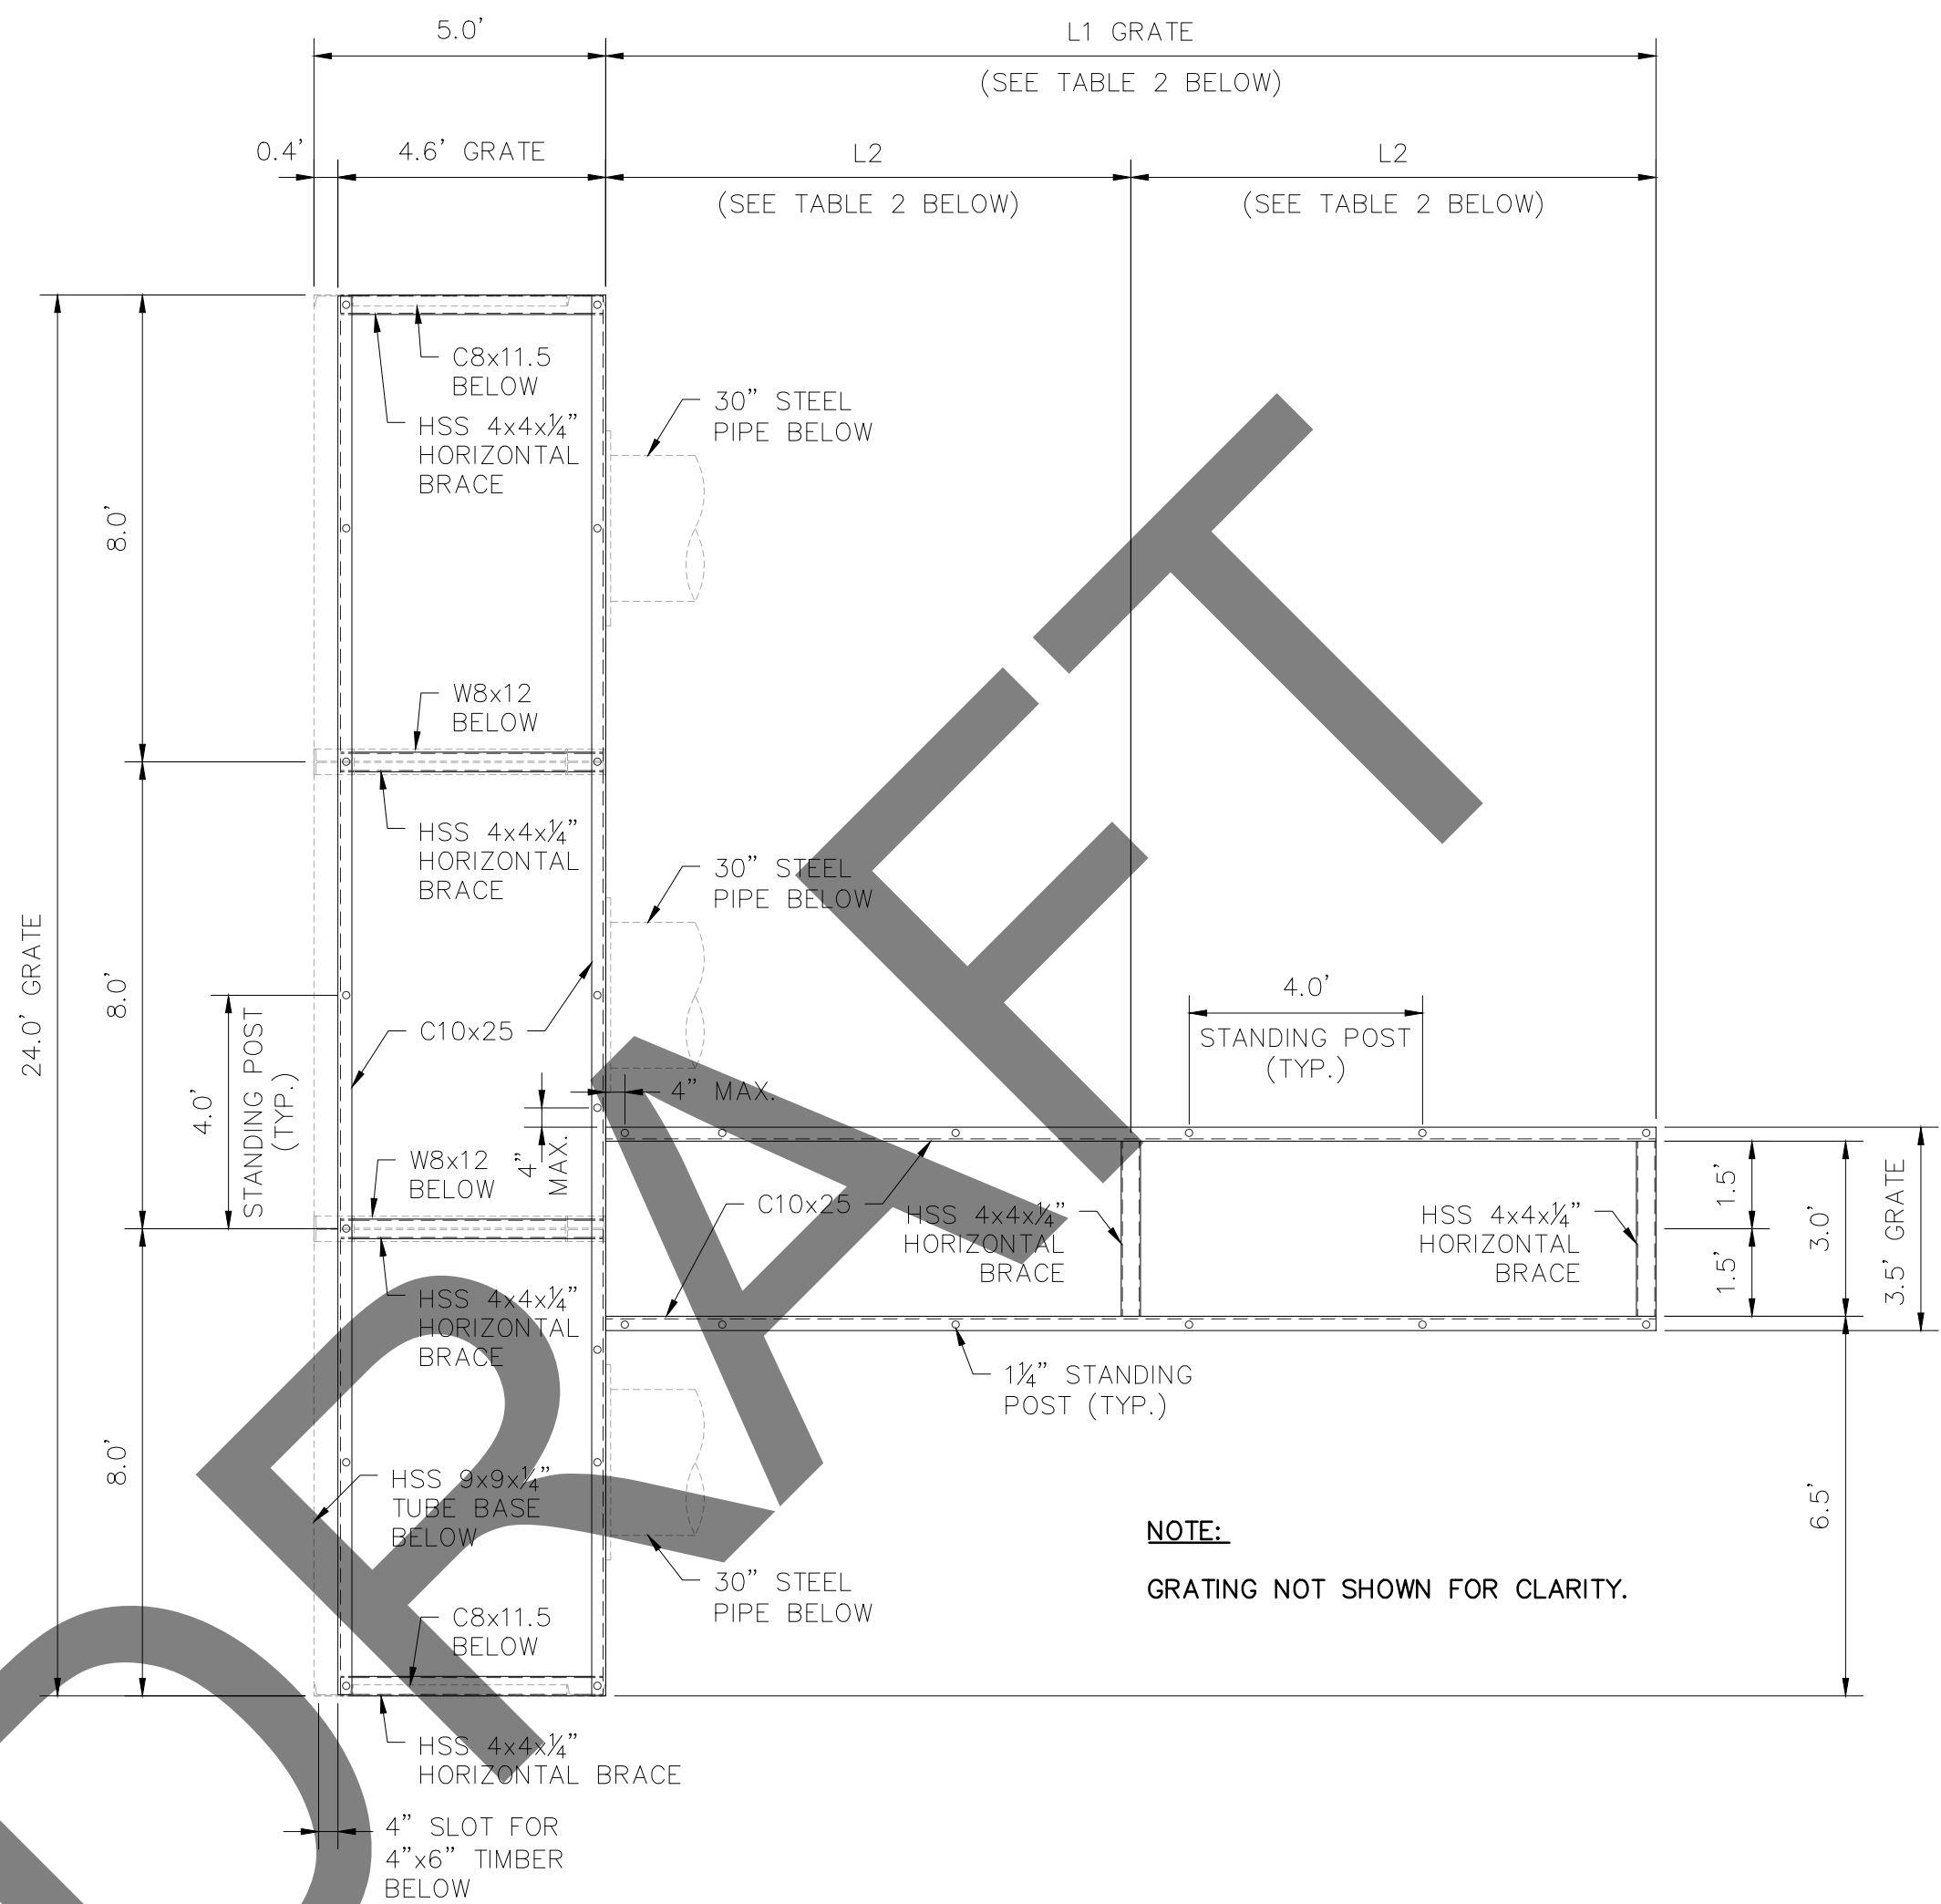 5.0'
L1 GRATE
(SEE TABLE 2 BELOW)
0.4'
4.6' GRATE
L2
L2
(SEE TABLE 2 BELOW)
(SEE TABLE 2 BELOW)
C8x11.5
BELOW
HSS 4x4x¼"
HORIZONTAL
BRACE
30" STEEL
PIPE BELOW
8.0'
W8x12
BELOW
HSS 4x4x¼"
HORIZONTAL
BRACE
30" STEEL
PIPE BELOW
24.0' GRATE
8.0'
C10x25
4.0'
STANDING POST
(TYP.)
4.0'
STANDING POST
(TYP.)
4" MAX.
4"
MAX.
W8x12
BELOW
C10x25
HSS 4x4x¼"
HORIZONTAL
BRACE
HSS 4x4x¼"
HORIZONTAL
BRACE
1.5'
1.5'
3.0'
3.5' GRATE
HSS 4x4x¼"
HORIZONTAL
BRACE
1¼" STANDING
POST (TYP.)
8.0'
HSS 9x9x¼"
TUBE BASE
BELOW
6.5'
NOTE:
GRATING NOT SHOWN FOR CLARITY.
30" STEEL
PIPE BELOW
C8x11.5
BELOW
HSS 4x4x¼"
HORIZONTAL BRACE
4" SLOT FOR
4"x6" TIMBER
BELOW
DRAFT